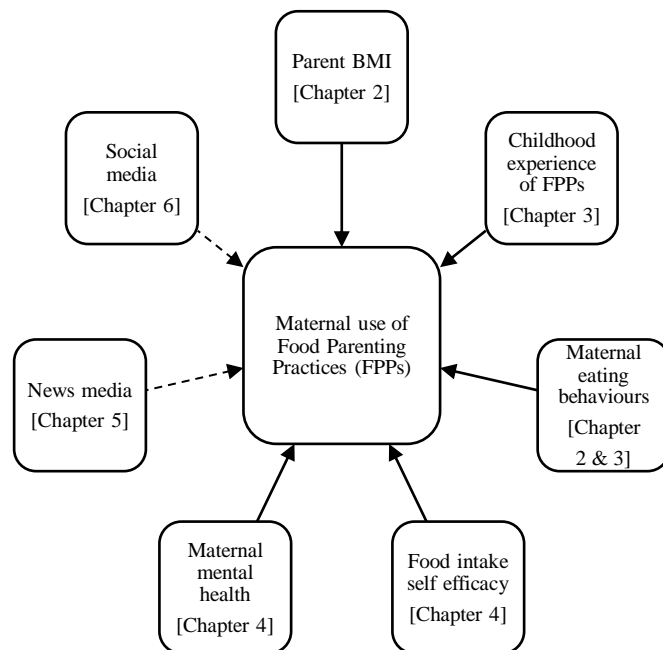 Parent BMI
[Chapter 2]
Social
media
[Chapter 6]
Childhood
experience
of FPPs
[Chapter 3]
Maternal use of
Food Parenting
Practices (FPPs)
News media
[Chapter 5]
Maternal
eating
behaviours
[Chapter
2 & 3]
Maternal
mental
health
[Chapter 4]
Food intake
self efficacy
[Chapter 4]